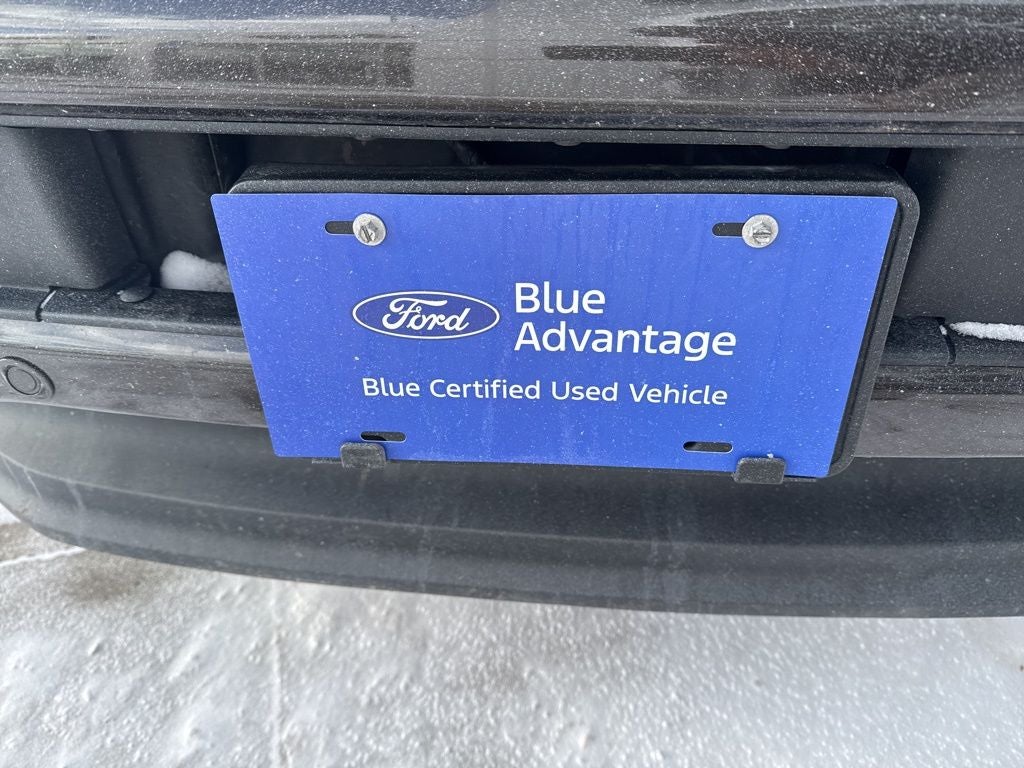 Ford
Blue
Advantage
Blue Certified Used Vehicle